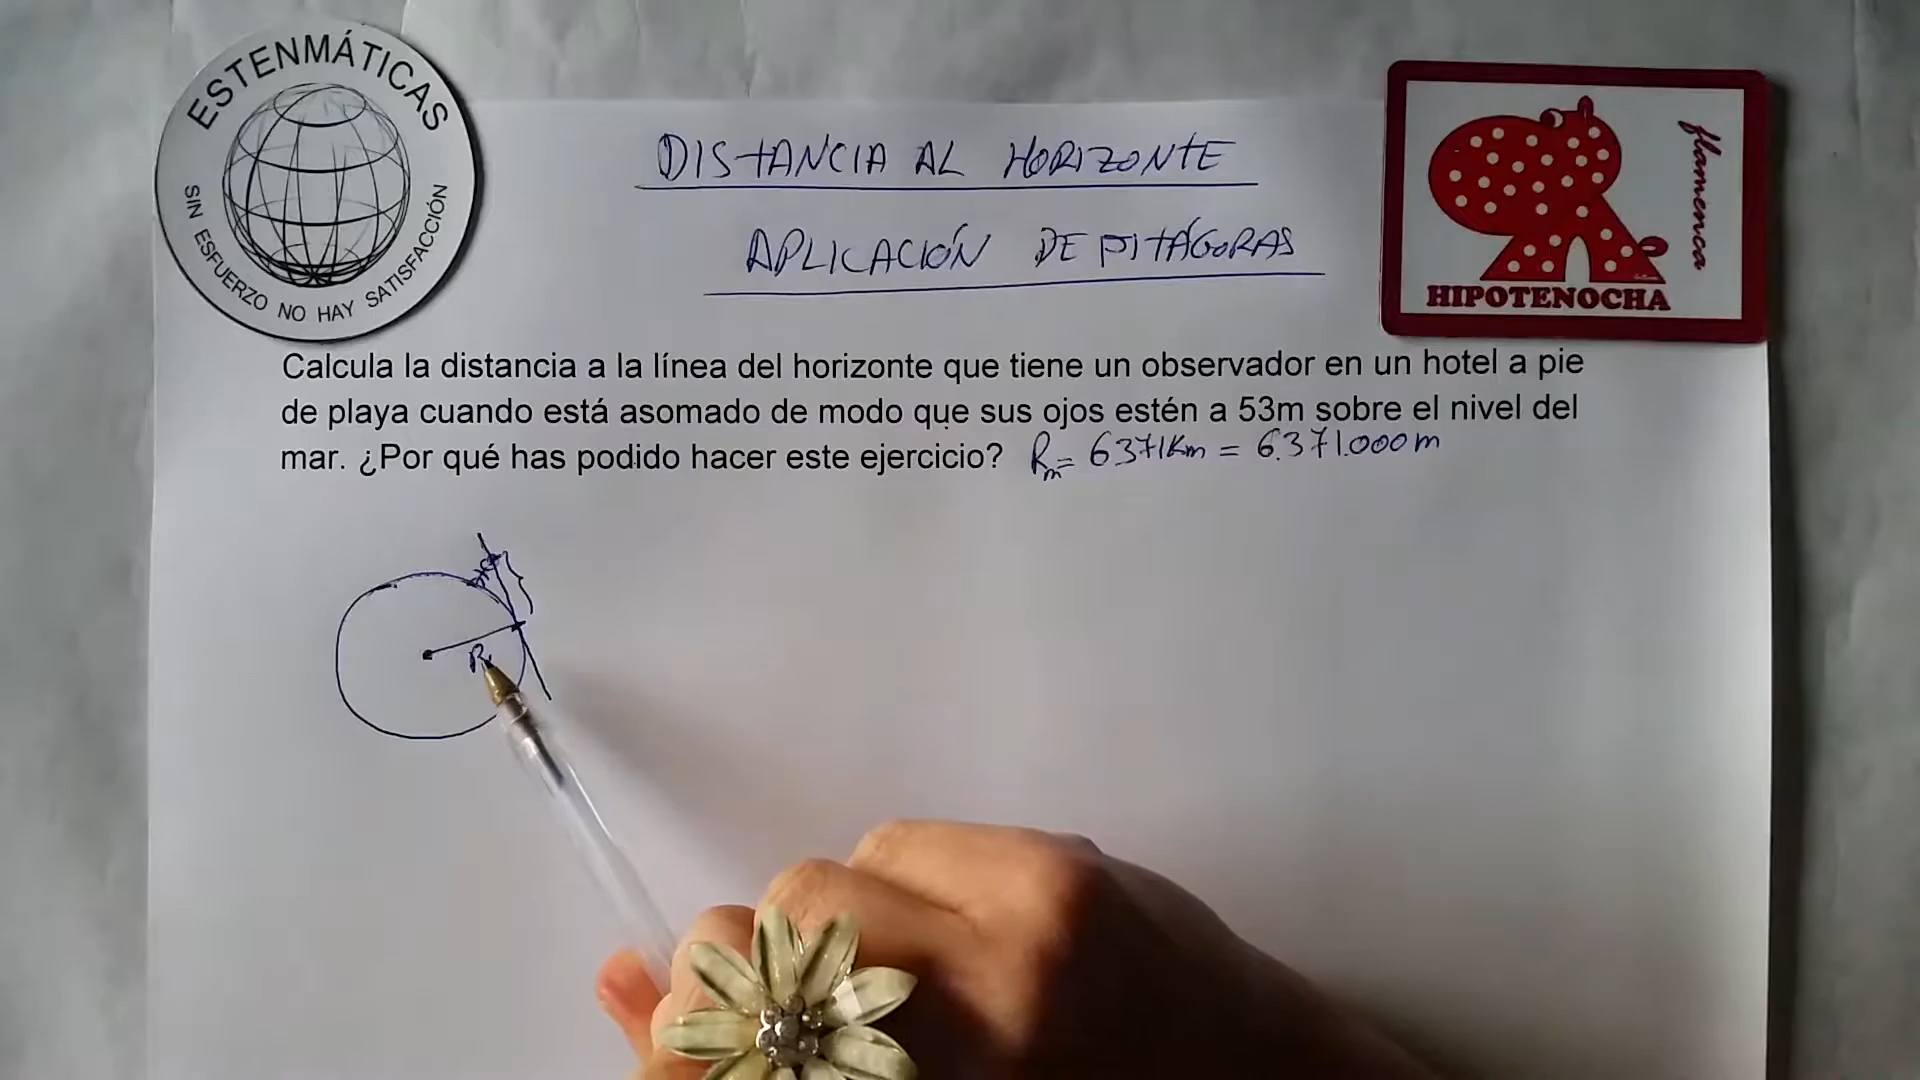 ESTENMÁTICAS
SIN ESFUERZO NO HAY SATISFACCIÓN
DISTANCIA AL HORIZONTE
APLICACIÓN DE PITÁGORAS
flamenca
HIPOTENOCHA
Calcula la distancia a la línea del horizonte que tiene un observador en un hotel a pie
de playa cuando está asomado de modo que sus ojos estén a 53m sobre el nivel del
mar. ¿Por qué has podido hacer este ejercicio? Rm = 6371Km = 6.371.000m
R